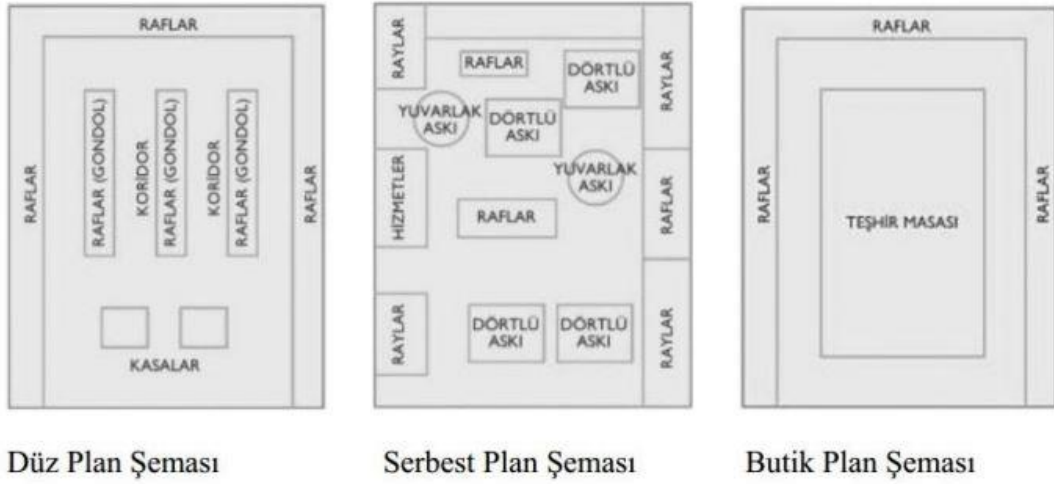 RAFLAR
RAFLAR
RAFLAR (GONDOL)
KORİDOR
RAFLAR (GONDOL)
KORİDOR
RAFLAR (GONDOL)
RAFLAR
KASALAR
RAYLAR
RAFLAR
DÖRTLÜ
ASKI
RAYLAR
YUVARLAK
ASKI
DÖRTLÜ
ASKI
YUVARLAK
ASKI
HİZMETLER
RAFLAR
RAFLAR
RAYLAR
DÖRTLÜ
ASKI
DÖRTLÜ
ASKI
RAYLAR
RAFLAR
RAFLAR
TEŞHİR MASASI
RAFLAR
Düz Plan Şeması
Serbest Plan Şeması
Butik Plan Şeması